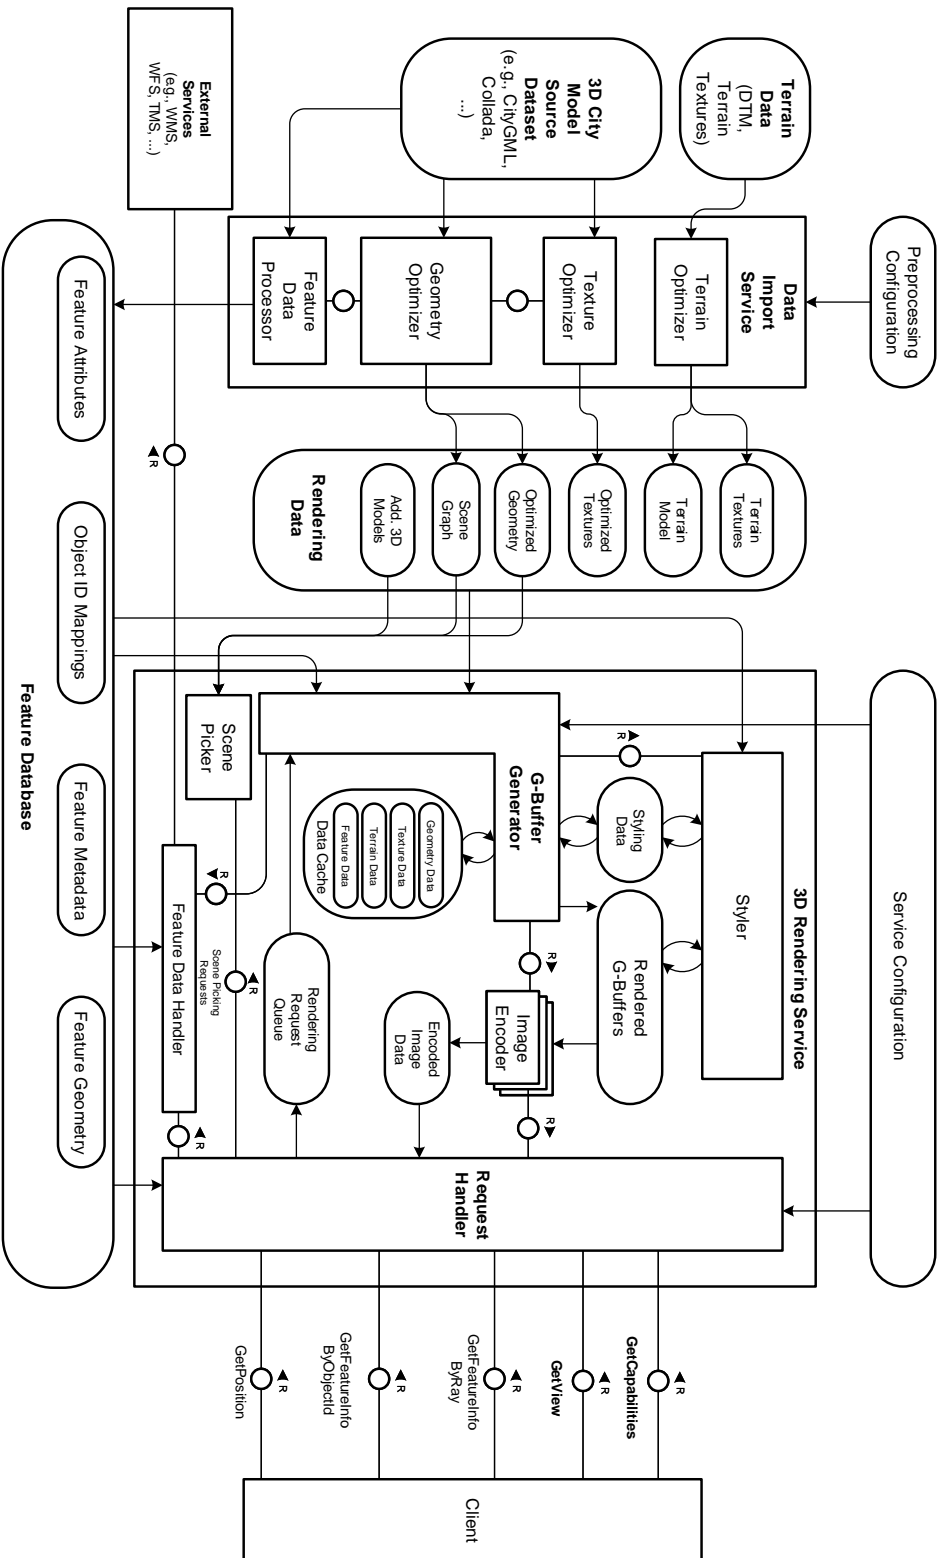 Preprocessing
Configuration
Service Configuration
Terrain
Data
(DTM,
Terrain
Textures)
3D City
Model
Source
Dataset
(e.g., CityGML,
Collada,
...)
External
Services
(e.g., WMS,
WFS, TMS, ...)
Data
Import
Service
Terrain
Optimizer
Texture
Optimizer
Geometry
Optimizer
Feature
Data
Processor
R
Terrain
Textures
Terrain
Model
Optimized
Textures
Optimized
Geometry
Scene
Graph
Add. 3D
Models
Rendering
Data
3D Rendering Service
Styler
R
Styling
Data
Rendered
G-Buffers
G-Buffer
Generator
R
Image
Encoder
R
Geometry Data
Texture Data
Terrain Data
Feature Data
Data Cache
Encoded
Image
Data
Rendering
Request
Queue
Scene
Picker
R
R
Scene Picking
Requests
Feature Data Handler
R
Request
Handler
R
GetCapabilities
R
GetView
R
GetFeatureInfo
ByRay
R
GetFeatureInfo
ByObjectId
R
GetPosition
Client
Feature Attributes
Object ID Mappings
Feature Metadata
Feature Geometry
Feature Database